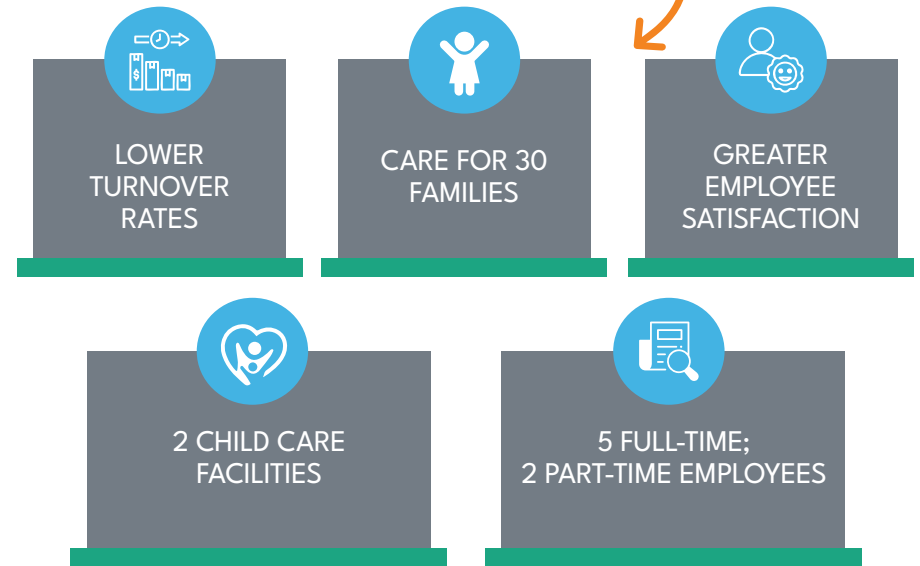 LOWER
TURNOVER
RATES
CARE FOR 30
FAMILIES
GREATER
EMPLOYEE
SATISFACTION
2 CHILD CARE
FACILITIES
5 FULL-TIME;
2 PART-TIME EMPLOYEES